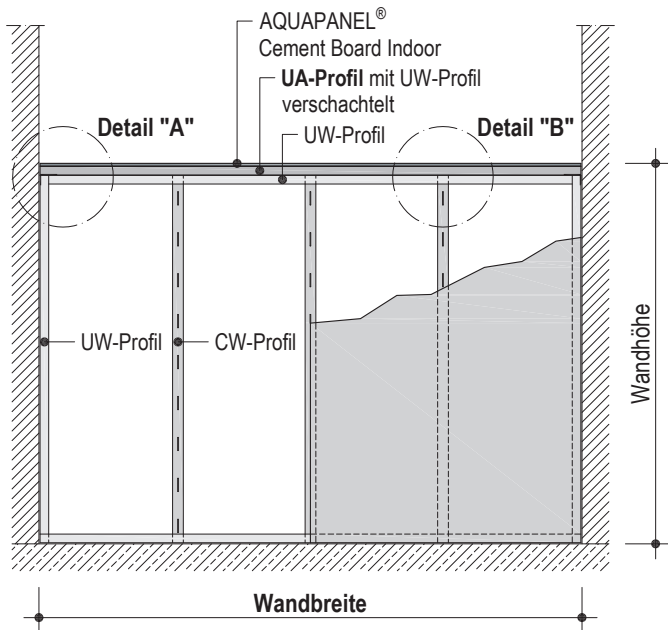 AQUAPANEL®
Cement Board Indoor
UA-Profil mit UW-Profil
verschachtelt
Detail "A"
Detail "B"
UW-Profil
UW-Profil
CW-Profil
Wandhöhe
Wandbreite